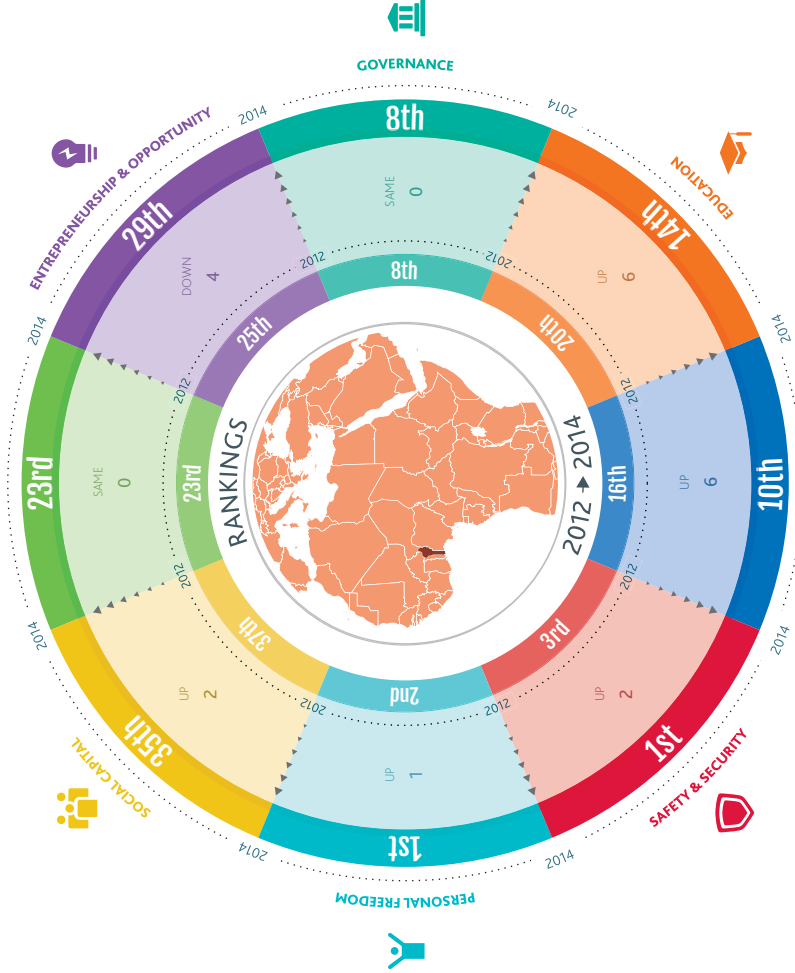 GOVERNANCE
2014
8th
SAME
0
2012
8th
EDUCATION
2014
14th
UP
6
2012
20th
2014
10th
UP
6
2012
16th
SAFETY & SECURITY
2014
1st
UP
2
2012
3rd
PERSONAL FREEDOM
2014
1st
UP
1
2012
2nd
SOCIAL CAPITAL
2014
35th
UP
2
2012
37th
2014
23rd
SAME
0
2012
23rd
ENTREPRENEURSHIP & OPPORTUNITY
2014
29th
DOWN
4
2012
25th
RANKINGS
2012 ➔ 2014